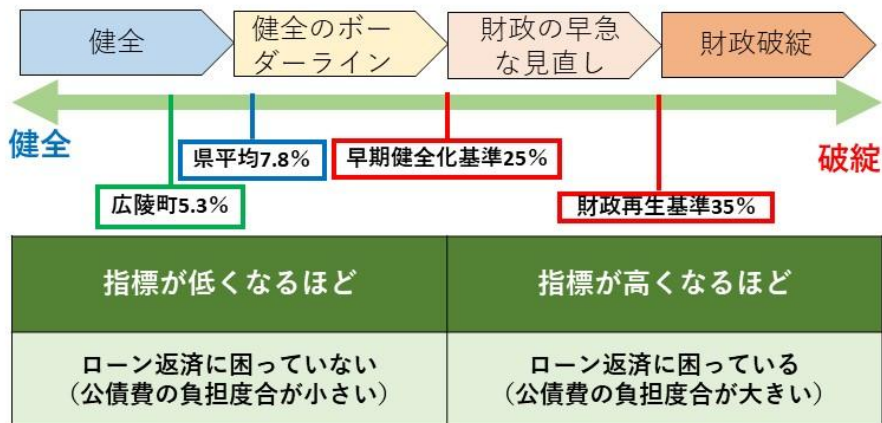 健全
健全のボー
ダーライン
財政の早急
な見直し
財政破綻
健全
破綻
県平均7.8%
早期健全化基準25%
広陵町5.3%
財政再生基準35%
指標が低くなるほど
指標が高くなるほど
ローン返済に困っていない
（公債費の負担度合が小さい）
ローン返済に困っている
（公債費の負担度合が大きい）